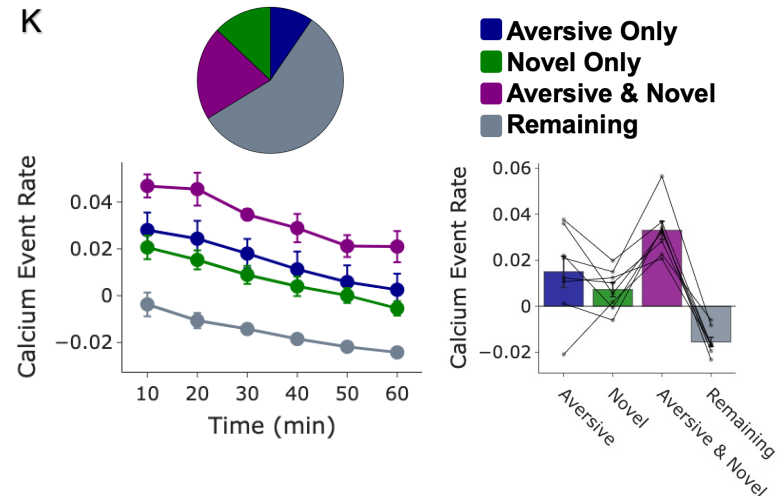 K
Aversive Only
Novel Only
Aversive & Novel
Remaining
Calcium Event Rate
0.04
0.02
0
−0.02
10 20 30 40 50 60
Time (min)
Calcium Event Rate
0.06
0.04
0.02
0
−0.02
Aversive
Novel
Aversive & Novel
Remaining